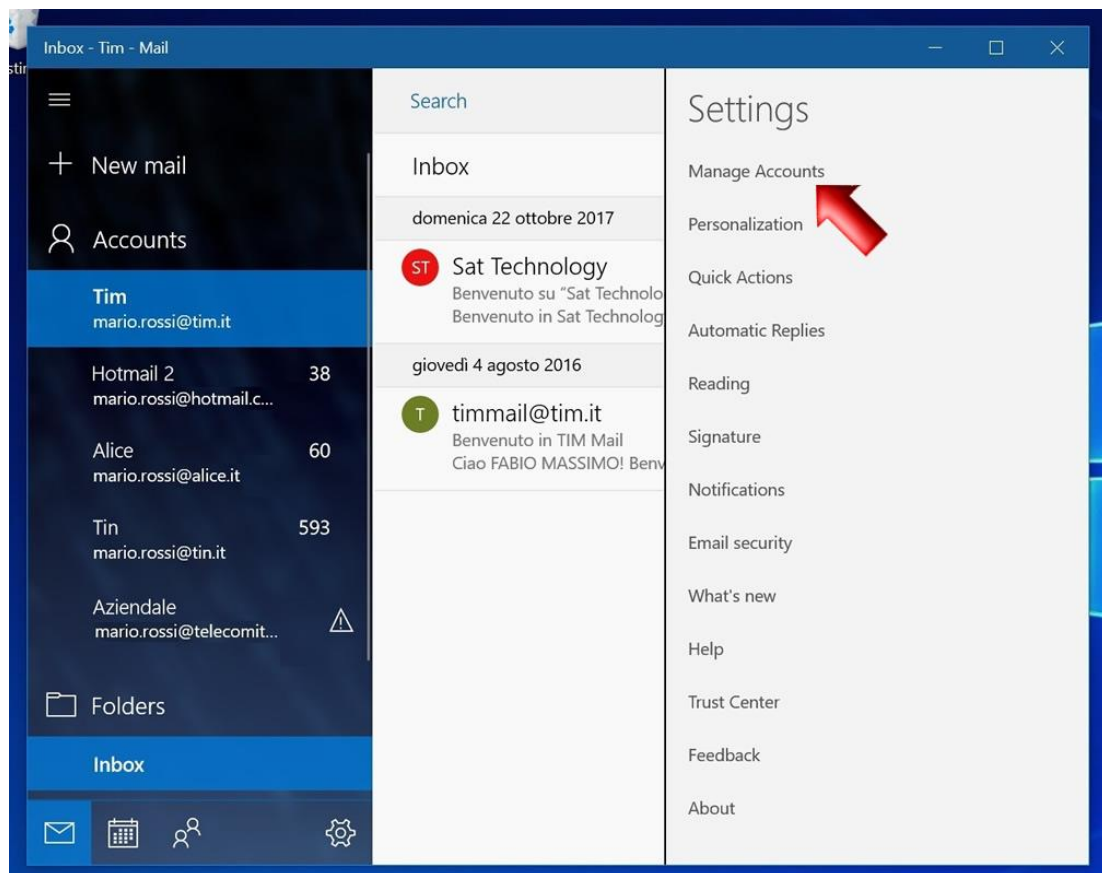 stir
Inbox - Tim - Mail
New mail
Accounts
Tim
mario.rossi@tim.it
Hotmail 2 38
mario.rossi@hotmail.c...
Alice 60
mario.rossi@alice.it
Tin 593
mario.rossi@tin.it
Aziendale
mario.rossi@telecomit...
Folders
Inbox
Search
Inbox
domenica 22 ottobre 2017
ST Sat Technology
Benvenuto su "Sat Technolo
Benvenuto in Sat Technolog
giovedì 4 agosto 2016
T timmail@tim.it
Benvenuto in TIM Mail
Ciao FABIO MASSIMO! Benv
Settings
Manage Accounts
Personalization
Quick Actions
Automatic Replies
Reading
Signature
Notifications
Email security
What's new
Help
Trust Center
Feedback
About